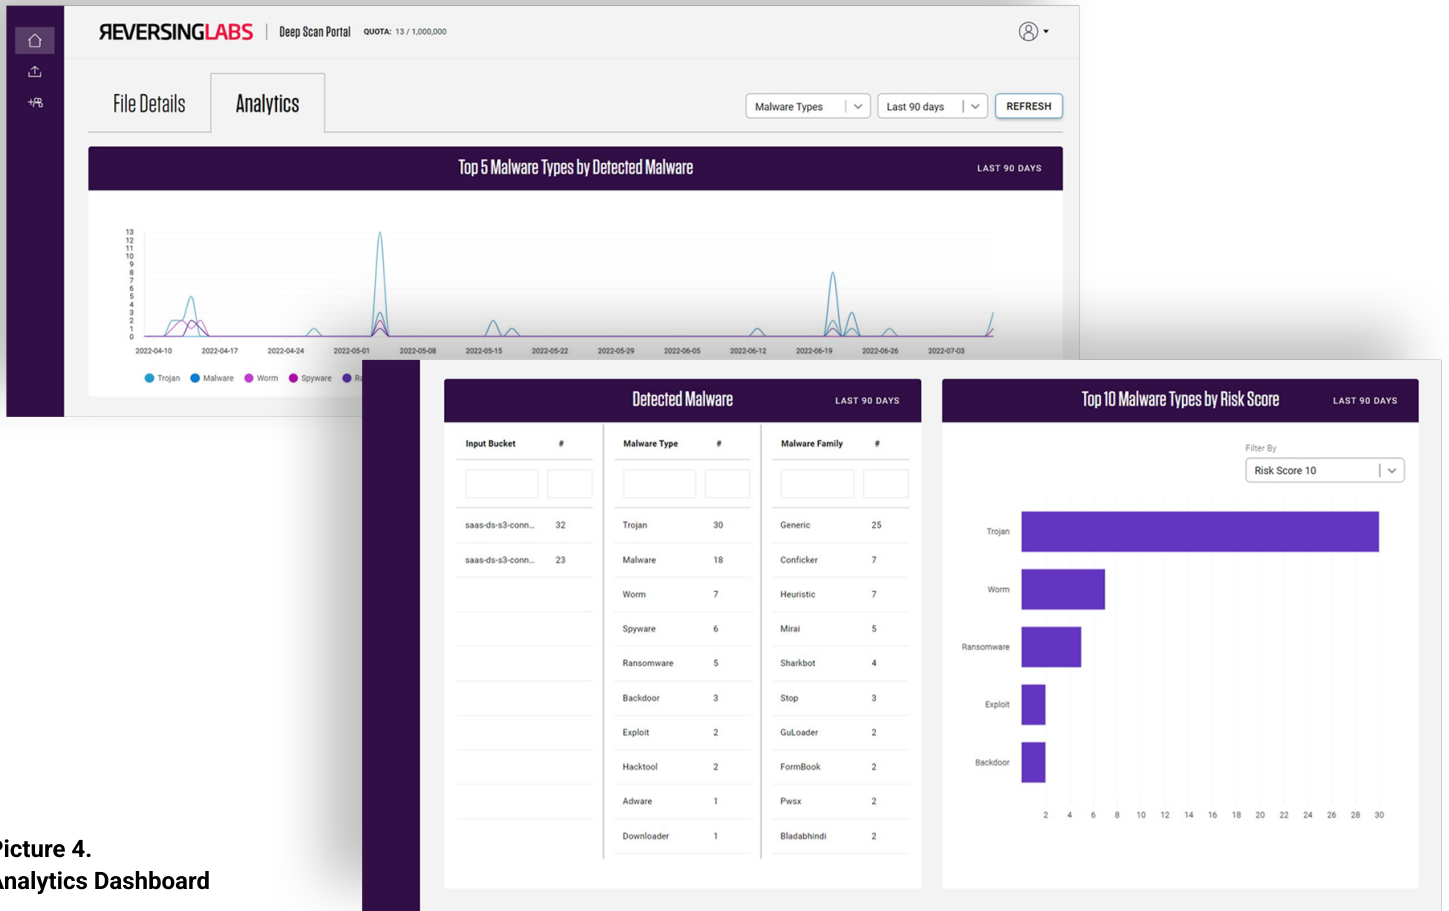 REVERSINGLABS | Deep Scan Portal QUOTA: 13 / 1,000,000
File Details Analytics Malware Types Last 90 days REFRESH
Top 5 Malware Types by Detected Malware LAST 90 DAYS
13
12
11
10
9
8
7
6
5
4
3
2
1
0
2022-04-10 2022-04-17 2022-04-24 2022-05-01 2022-05-08 2022-05-15 2022-05-22 2022-05-29 2022-06-05 2022-06-12 2022-06-19 2022-06-26 2022-07-03
Trojan Malware Worm Spyware
Detected Malware LAST 90 DAYS
Input Bucket # Malware Type # Malware Family #
saas-ds-s3-conn... 32 Trojan 30 Generic 25
saas-ds-s3-conn... 23 Malware 18 Conficker 7
Worm 7 Heuristic 7
Spyware 6 Mirai 5
Ransomware 5 Sharkbot 4
Backdoor 3 Stop 3
Exploit 2 GuLoader 2
Hacktool 2 FormBook 2
Adware 1 Pwsx 2
Downloader 1 Bladabhindi 2
Top 10 Malware Types by Risk Score LAST 90 DAYS
Filter By
Risk Score 10
Trojan
Worm
Ransomware
Exploit
Backdoor
2 4 6 8 10 12 14 16 18 20 22 24 26 28 30
Picture 4.
Analytics Dashboard